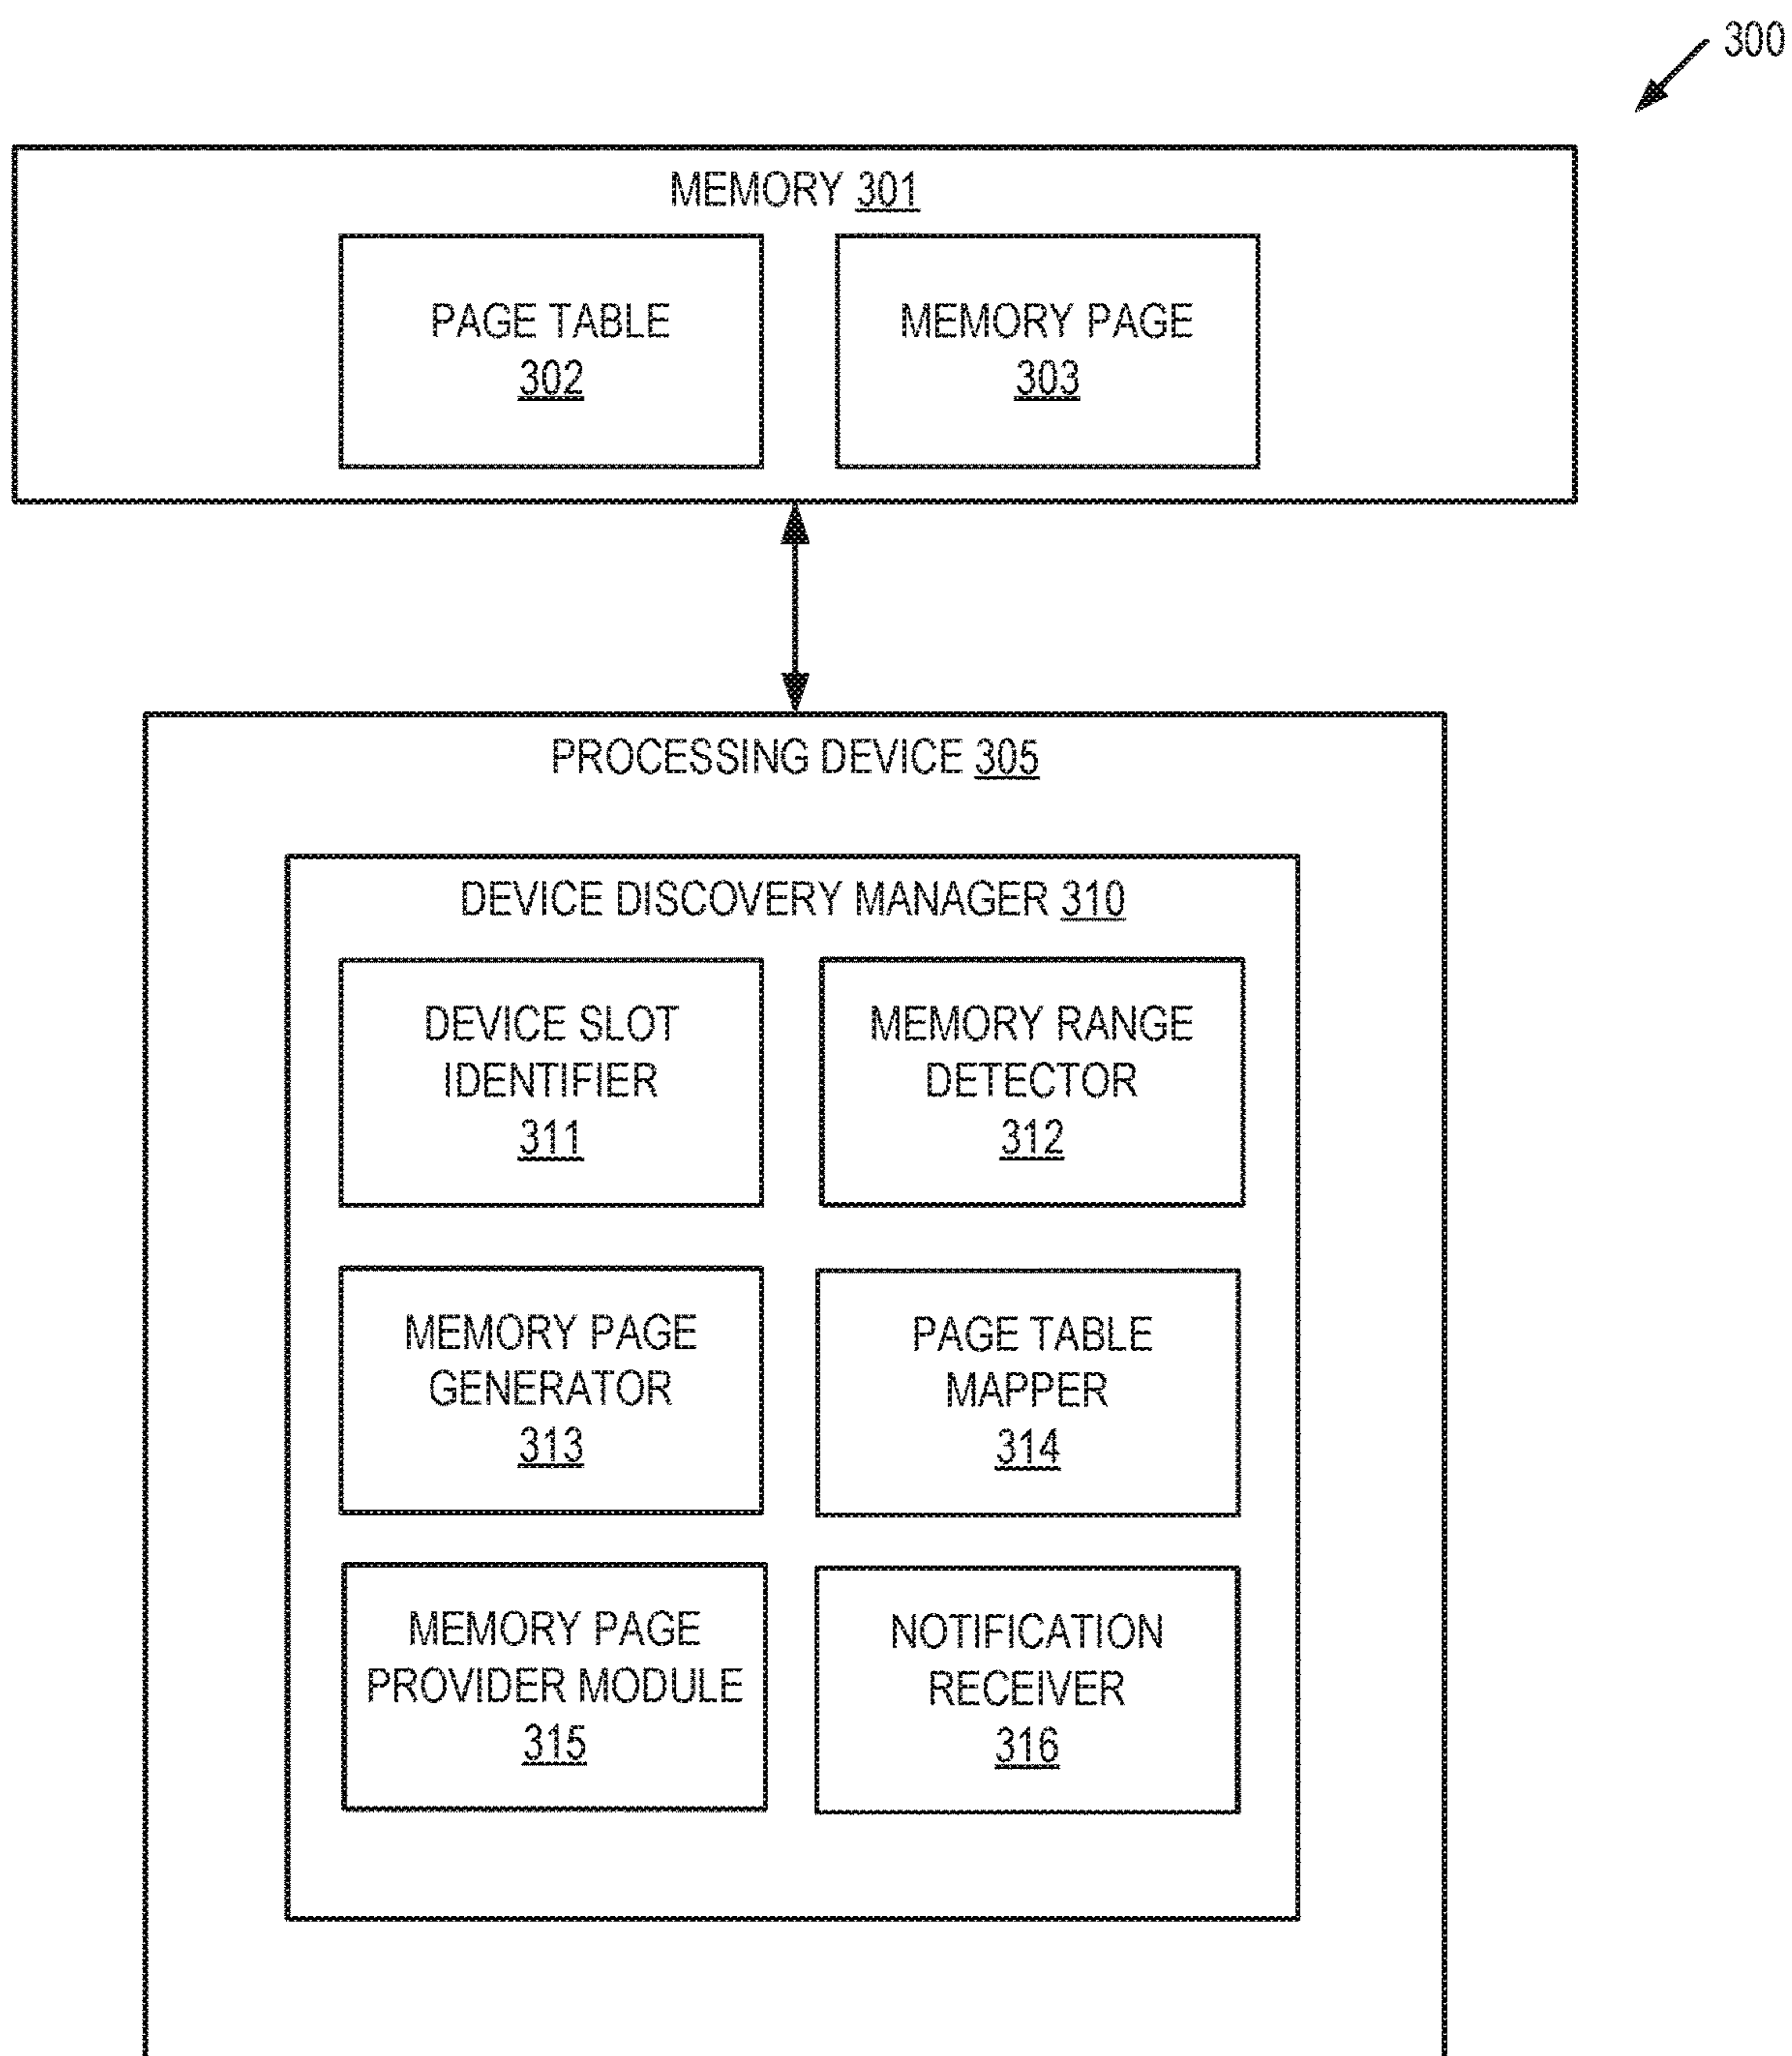 300
MEMORY 301
PAGE TABLE
302
MEMORY PAGE
303
PROCESSING DEVICE 305
DEVICE DISCOVERY MANAGER 310
DEVICE SLOT
IDENTIFIER
311
MEMORY RANGE
DETECTOR
312
MEMORY PAGE
GENERATOR
313
PAGE TABLE
MAPPER
314
MEMORY PAGE
PROVIDER MODULE
315
NOTIFICATION
RECEIVER
316